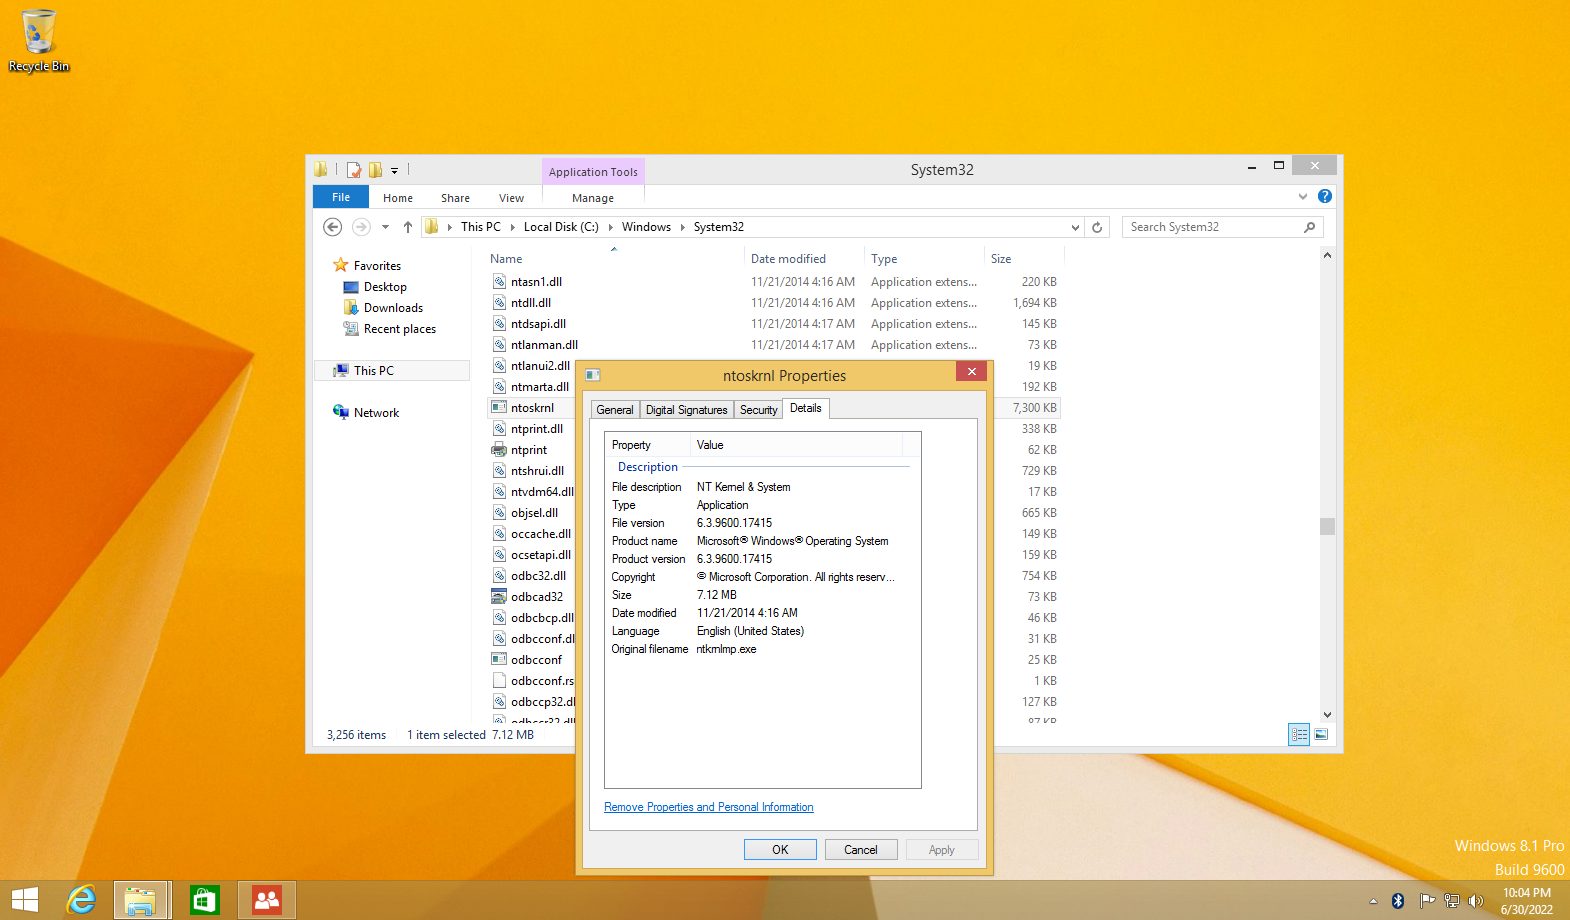 Recycle Bin
Application Tools
System32
File
Home
Share
View
Manage
This PC
Local Disk (C:)
Windows
System32
Search System32
Favorites
Desktop
Downloads
Recent places
This PC
Network
Name
Date modified
Type
Size
ntasn1.dll 11/21/2014 4:16 AM Application extens... 220 KB
ntdll.dll 11/21/2014 4:16 AM Application extens... 1,694 KB
ntdsapi.dll 11/21/2014 4:17 AM Application extens... 145 KB
ntlanman.dll 11/21/2014 4:17 AM Application extens... 73 KB
ntlanui2.dll 19 KB
ntmarta.dll 192 KB
ntoskrnl 7,300 KB
ntprint.dll 338 KB
ntprint 62 KB
ntshrui.dll 729 KB
ntvdm64.dll 17 KB
objsel.dll 665 KB
occache.dll 149 KB
ocsetapi.dll 159 KB
odbc32.dll 754 KB
odbcad32 73 KB
odbcbcp.dll 46 KB
odbcconf.dl 31 KB
odbcconf 25 KB
odbcconf.rs 1 KB
odbccp32.dl 127 KB
odbccr32.dll 87 KB
3,256 items
1 item selected 7.12 MB
ntoskrnl Properties
General
Digital Signatures
Security
Details
Property Value
Description
File description NT Kernel & System
Type Application
File version 6.3.9600.17415
Product name Microsoft® Windows® Operating System
Product version 6.3.9600.17415
Copyright © Microsoft Corporation. All rights reserv...
Size 7.12 MB
Date modified 11/21/2014 4:16 AM
Language English (United States)
Original filename ntkrnlmp.exe
Remove Properties and Personal Information
OK
Cancel
Apply
Windows 8.1 Pro
Build 9600
10:04 PM
6/30/2022